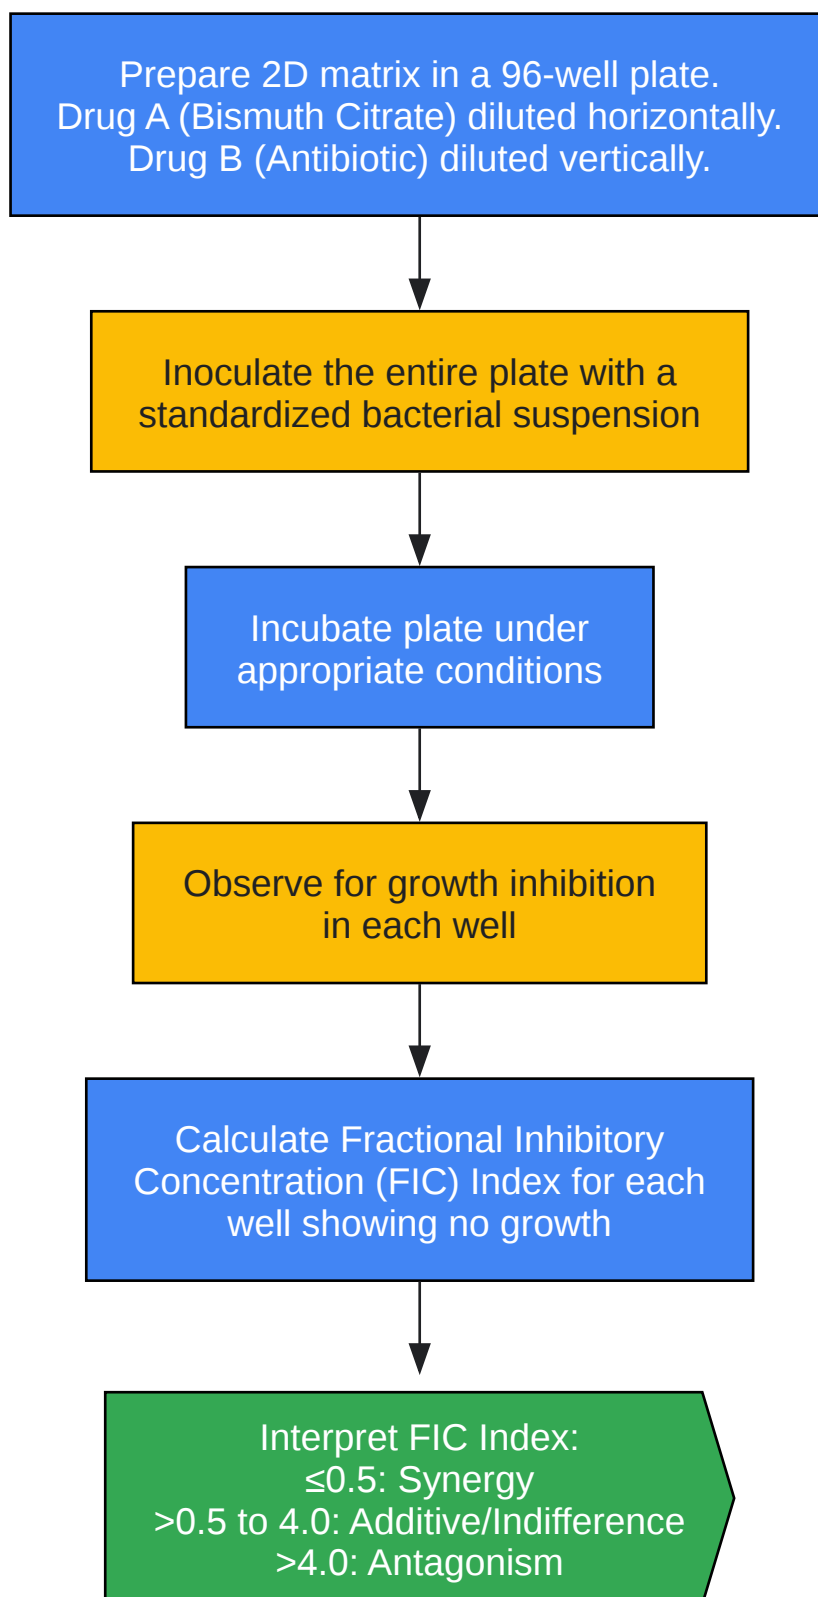 Prepare 2D matrix in a 96-well plate.
Drug A (Bismuth Citrate) diluted horizontally.
Drug B (Antibiotic) diluted vertically.
Inoculate the entire plate with a
standardized bacterial suspension
Incubate plate under
appropriate conditions
Observe for growth inhibition
in each well
Calculate Fractional Inhibitory
Concentration (FIC) Index for each
well showing no growth
Interpret FIC Index:
≤0.5: Synergy
>0.5 to 4.0: Additive/Indifference
>4.0: Antagonism